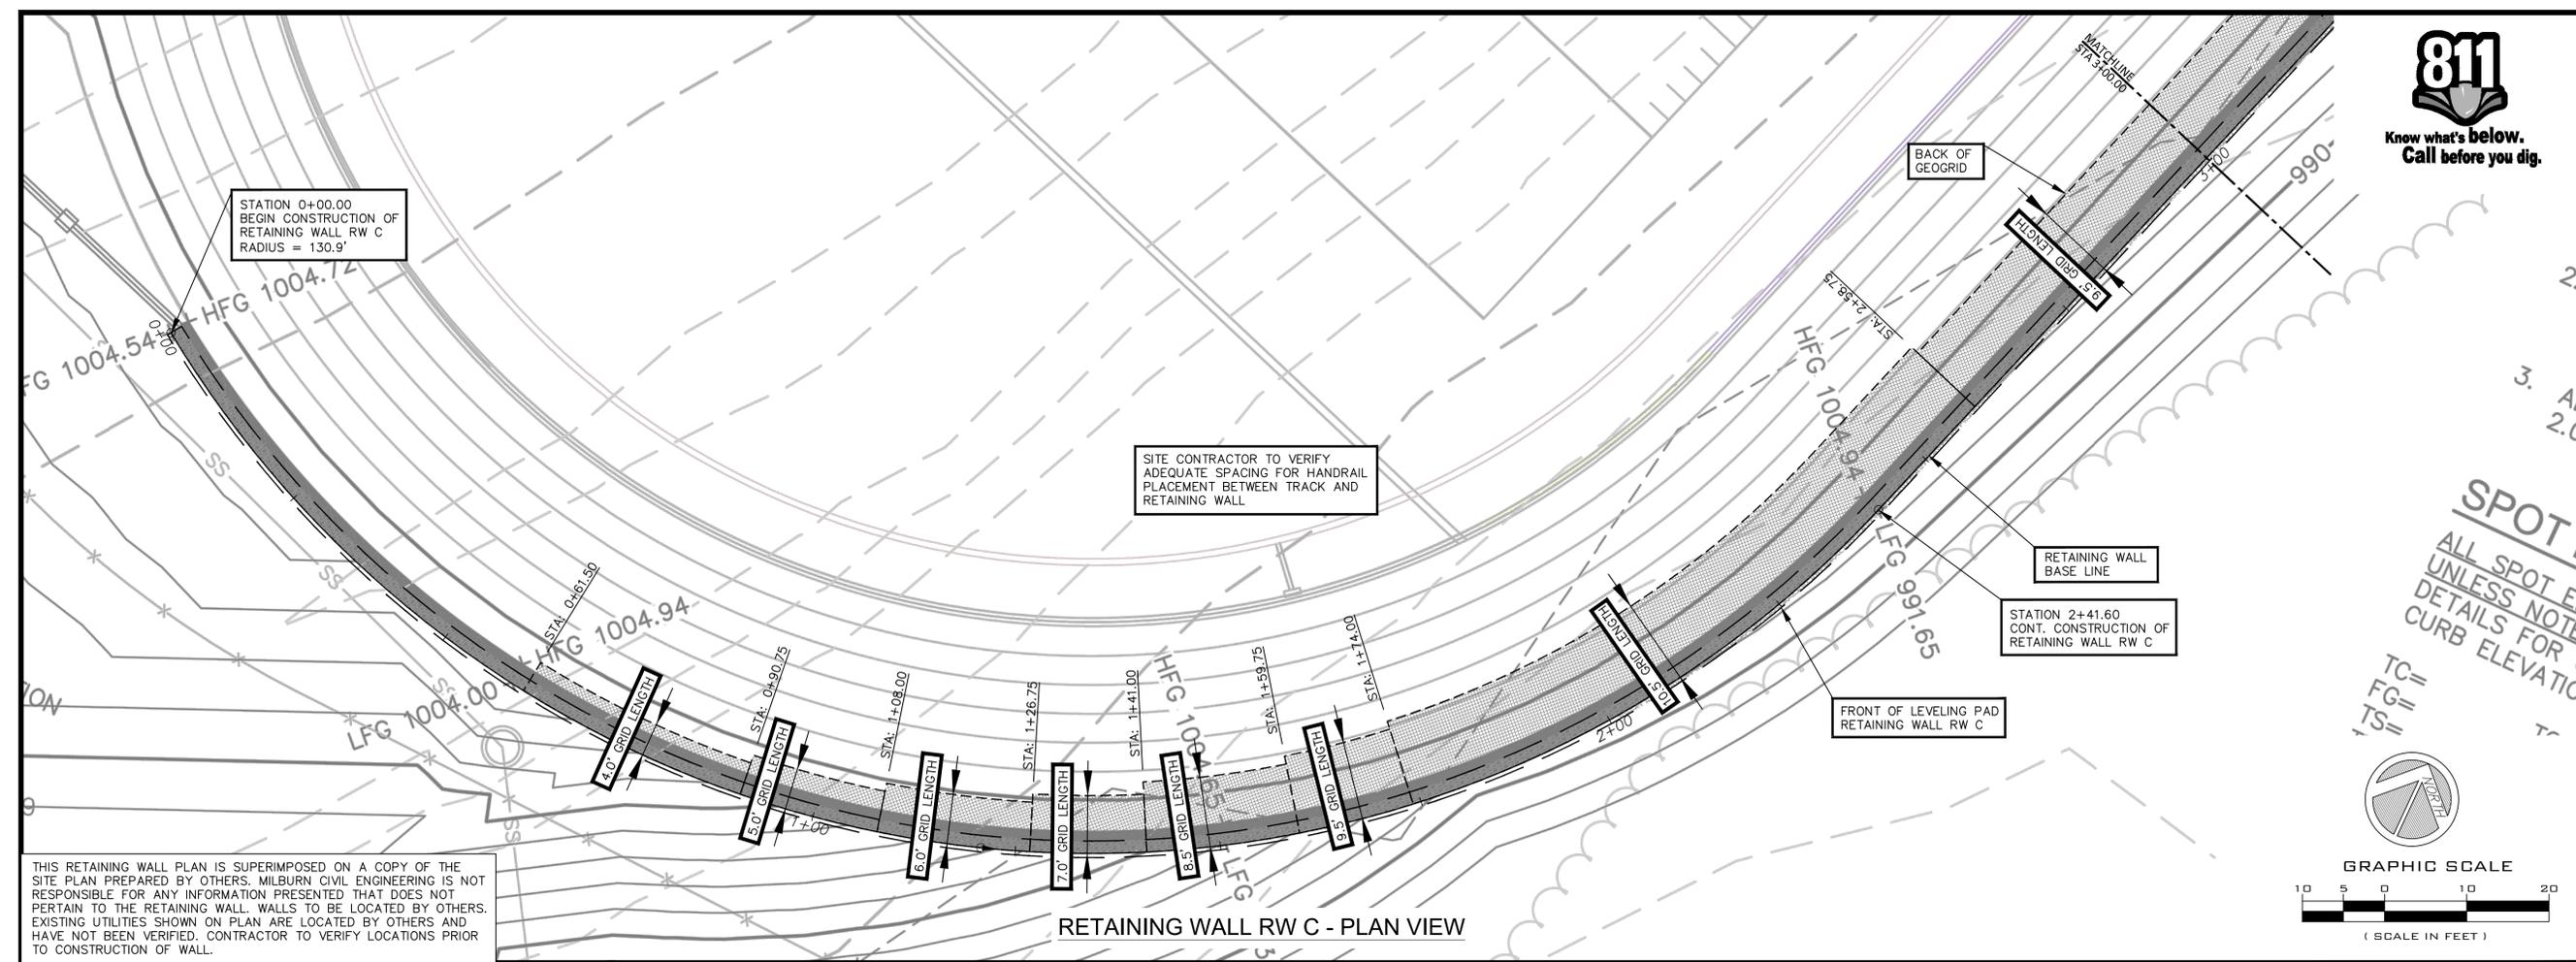 811
Know what's below.
Call before you dig.
MATCHLINE
STA 3+00.00
BACK OF
GEOGRID
3+00
990
STATION 0+00.00
BEGIN CONSTRUCTION OF
RETAINING WALL RW C
RADIUS = 130.9'
HFG 1004.72
FG 1004.54
0+00
9.5' GRID LENGTH
STA: 2+58.75
HFG 1004.94
SITE CONTRACTOR TO VERIFY
ADEQUATE SPACING FOR HANDRAIL
PLACEMENT BETWEEN TRACK AND
RETAINING WALL
SS
SS
SS
SS
LFG 991.65
RETAINING WALL
BASE LINE
STATION 2+41.60
CONT. CONSTRUCTION OF
RETAINING WALL RW C
FRONT OF LEVELING PAD
RETAINING WALL RW C
10.5' GRID LENGTH
2+00
STA: 0+61.50
HFG 1004.94
LFG 1004.00
STA: 0+90.75
STA: 1+08.00
STA: 1+26.75
STA: 1+41.00
STA: 1+59.75
STA: 1+74.00
HFG 1004.65
LFG
4.0' GRID LENGTH
5.0' GRID LENGTH
1+00
6.0' GRID LENGTH
7.0' GRID LENGTH
8.5' GRID LENGTH
9.5' GRID LENGTH
3.
SPOT
ALL SPOT
UNLESS
DETAILS FOR
CURB
TC=
FG=
TS=
NORTH
GRAPHIC SCALE
10 5 0 10 20
( SCALE IN FEET )
THIS RETAINING WALL PLAN IS SUPERIMPOSED ON A COPY OF THE
SITE PLAN PREPARED BY OTHERS. MILBURN CIVIL ENGINEERING IS NOT
RESPONSIBLE FOR ANY INFORMATION PRESENTED THAT DOES NOT
PERTAIN TO THE RETAINING WALL. WALLS TO BE LOCATED BY OTHERS.
EXISTING UTILITIES SHOWN ON PLAN ARE LOCATED BY OTHERS AND
HAVE NOT BEEN VERIFIED. CONTRACTOR TO VERIFY LOCATIONS PRIOR
TO CONSTRUCTION OF WALL.
RETAINING WALL RW C - PLAN VIEW